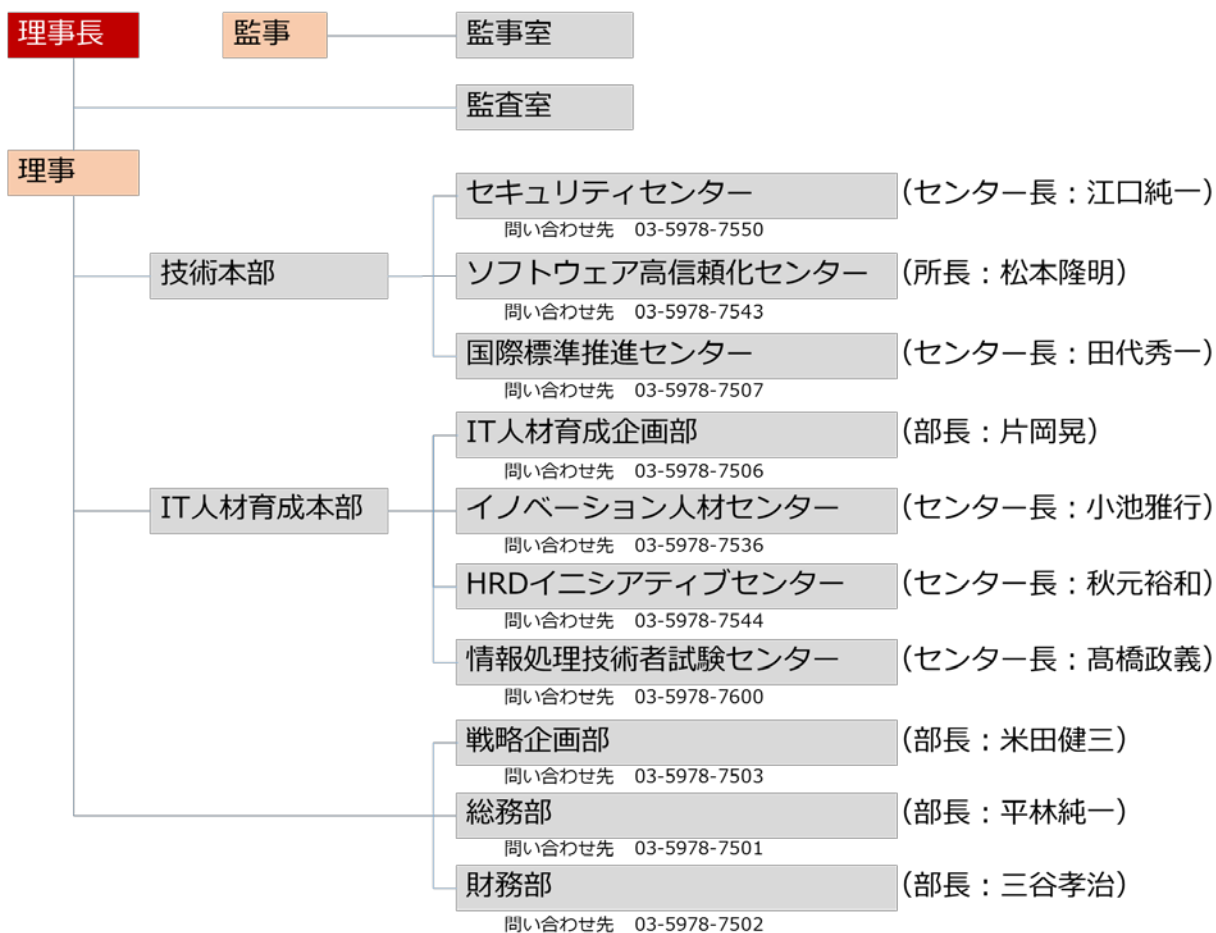 理事長
監事
監事室
監査室
理事
セキュリティセンター (センター長：江口純一)
問い合わせ先 03-5978-7550
技術本部
ソフトウェア高信頼化センター (所長：松本隆明)
問い合わせ先 03-5978-7543
国際標準推進センター (センター長：田代秀一)
問い合わせ先 03-5978-7507
IT人材育成企画部 (部長：片岡晃)
問い合わせ先 03-5978-7506
IT人材育成本部
イノベーション人材センター (センター長：小池雅行)
問い合わせ先 03-5978-7536
HRDイニシアティブセンター (センター長：秋元裕和)
問い合わせ先 03-5978-7544
情報処理技術者試験センター (センター長：髙橋政義)
問い合わせ先 03-5978-7600
戦略企画部 (部長：米田健三)
問い合わせ先 03-5978-7503
総務部 (部長：平林純一)
問い合わせ先 03-5978-7501
財務部 (部長：三谷孝治)
問い合わせ先 03-5978-7502